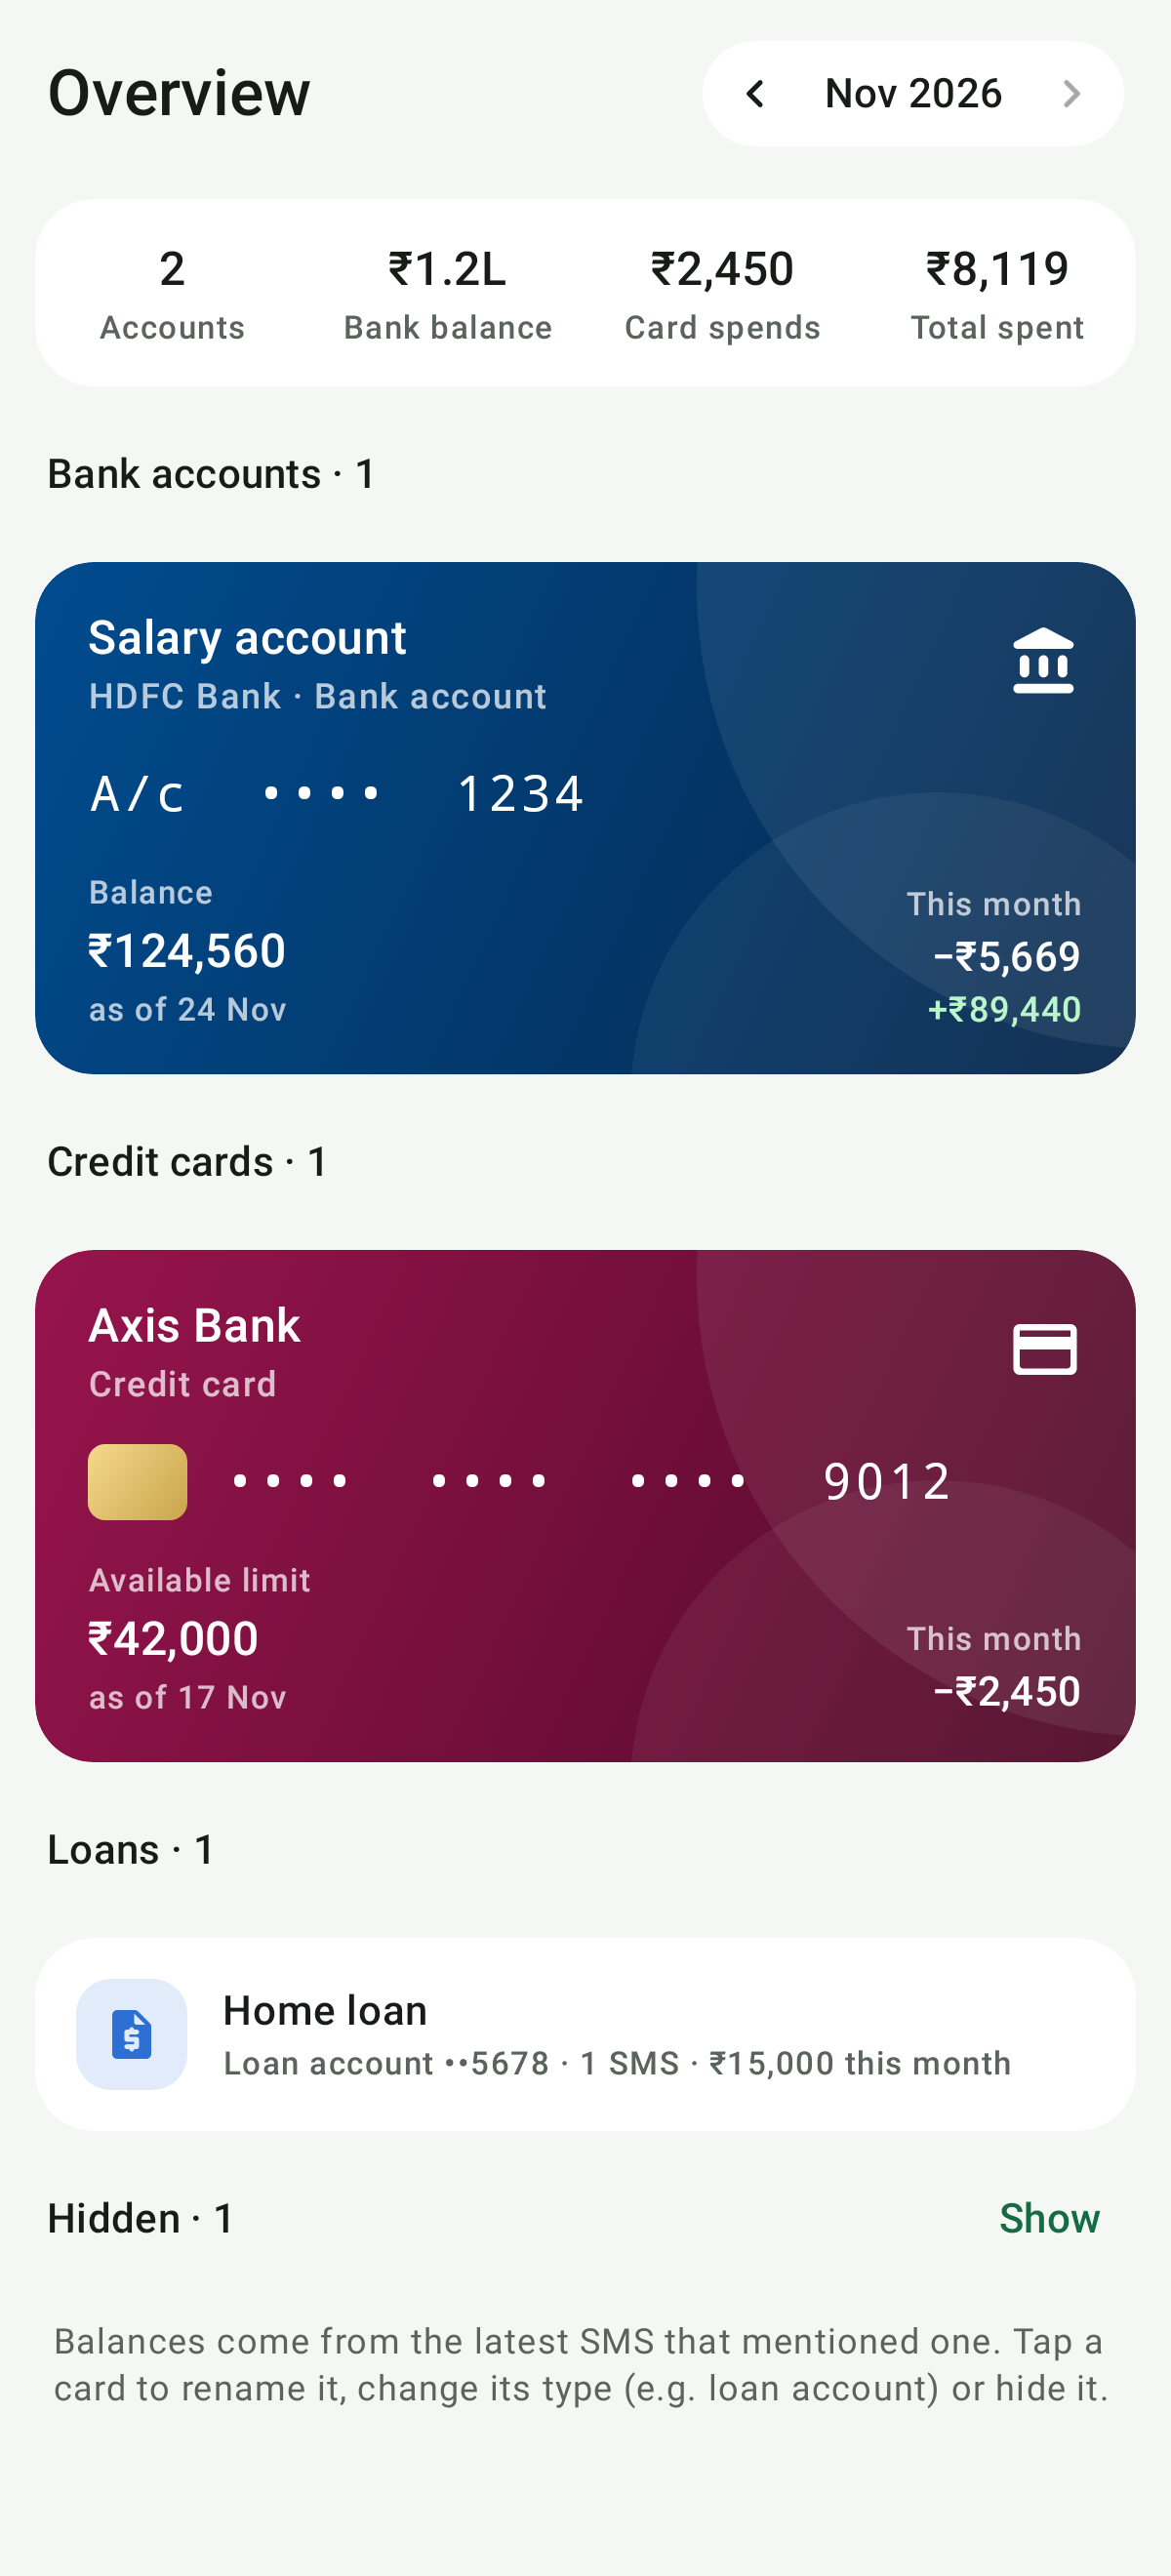 Overview
Nov 2026
2 ₹1.2L ₹2,450 ₹8,119
Accounts Bank balance Card spends Total spent
Bank accounts · 1
Salary account
HDFC Bank · Bank account
A/c •••• 1234
Balance
₹124,560
as of 24 Nov
This month
−₹5,669
+₹89,440
Credit cards · 1
Axis Bank
Credit card
•••• •••• •••• 9012
Available limit
₹42,000
as of 17 Nov
This month
−₹2,450
Loans · 1
Home loan
Loan account ••5678 · 1 SMS · ₹15,000 this month
Hidden · 1
Show
Balances come from the latest SMS that mentioned one. Tap a
card to rename it, change its type (e.g. loan account) or hide it.